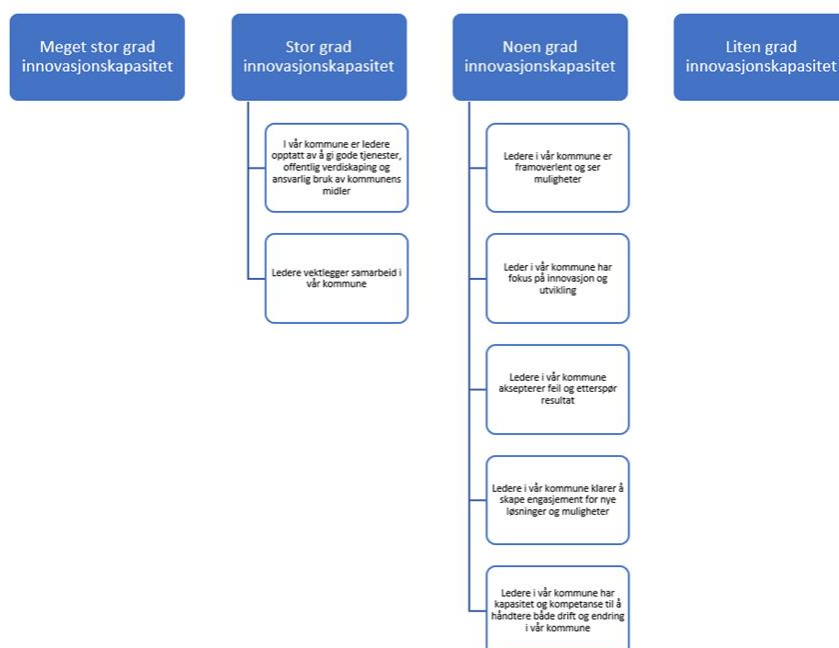 Meget stor grad
innovasjonskapasitet
Stor grad
innovasjonskapasitet
I vår kommune er ledere
opptatt av å gi gode tjenester,
offentlig verdiskaping og
ansvarlig bruk av kommunens
midler
Ledere vektlegger samarbeid i
vår kommune
Noen grad
innovasjonskapasitet
Ledere i vår kommune er
framoverlent og ser
muligheter
Leder i vår kommune har
fokus på innovasjon og
utvikling
Ledere i vår kommune
aksepterer feil og etterspør
resultat
Ledere i vår kommune klarer å
skape engasjement for nye
løsninger og muligheter
Ledere i vår kommune har
kapasitet og kompetanse til å
håndtere både drift og endring
i vår kommune
Liten grad
innovasjonskapasitet